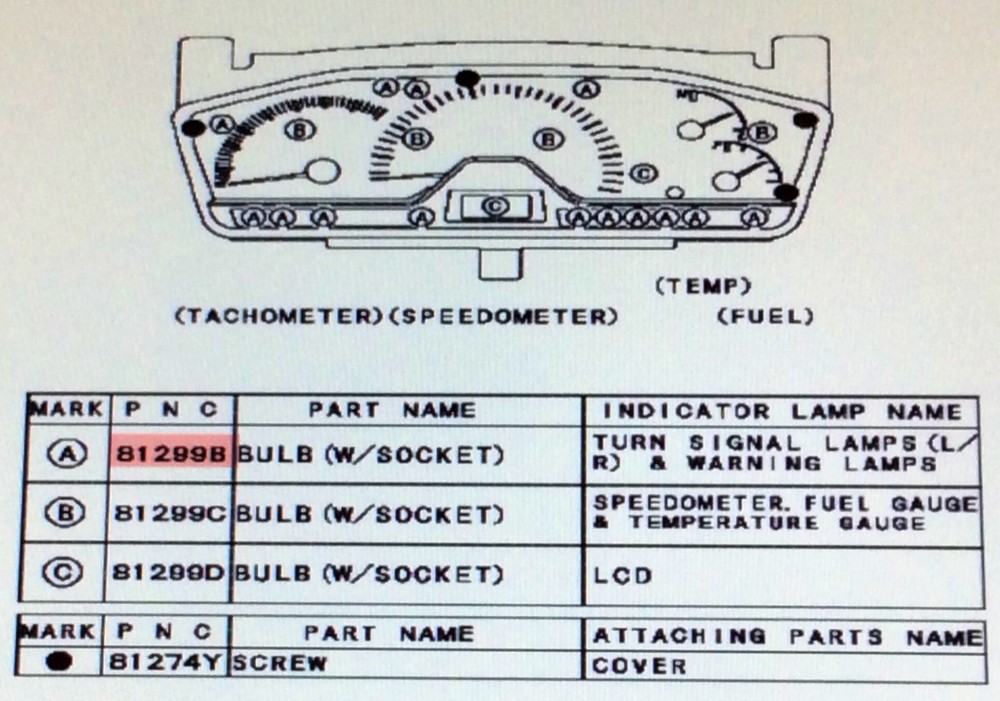 A A A A
B B B B
C
A A A A C A A A A A A
(TEMP)
(TACHOMETER) (SPEEDOMETER) (FUEL)
MARK P N C PART NAME INDICATOR LAMP NAME
A 81299B BULB (W/SOCKET) TURN SIGNAL LAMPS (L/
R) & WARNING LAMPS
B 81299C BULB (W/SOCKET) SPEEDOMETER. FUEL GAUGE
& TEMPERATURE GAUGE
C 81299D BULB (W/SOCKET) LCD
MARK P N C PART NAME ATTACHING PARTS NAME
81274Y SCREW COVER